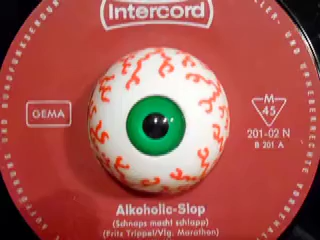 Intercord
GEMA
M
45
201-02 N
B 201 A
Alkoholic-Slop
(Schnaps macht schlapp)
(Fritz Trippel/Vlg. Marathon)